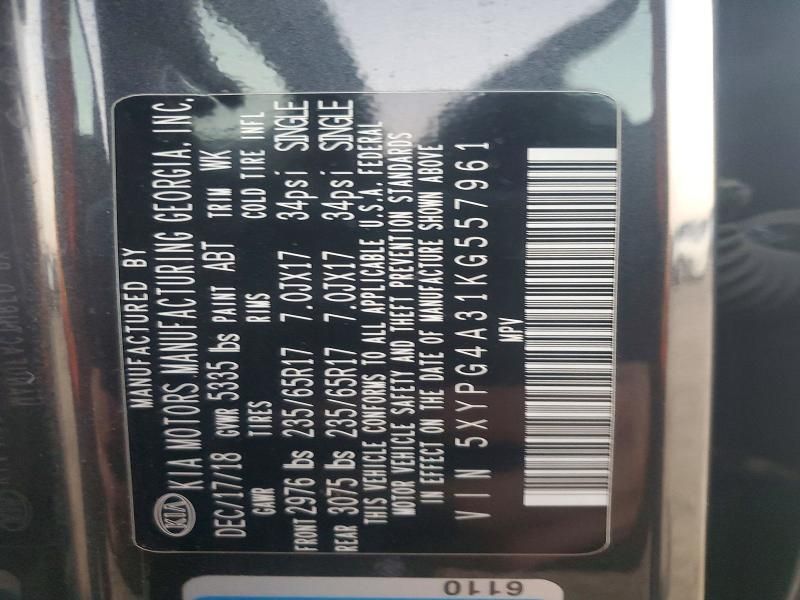 MANUFACTURED BY
KIA KIA MOTORS MANUFACTURING GEORGIA, INC.
DEC/17/18 GVWR 5335 lbs PAINT ABT TRIM WK
GAWR TIRES RIMS COLD TIRE INFL
FRONT 2976 lbs 235/65R17 7.0JX17 34psi SINGLE
REAR 3075 lbs 235/65R17 7.0JX17 34psi SINGLE
THIS VEHICLE CONFORMS TO ALL APPLICABLE U.S.A. FEDERAL
MOTOR VEHICLE SAFETY AND THEFT PREVENTION STANDARDS
IN EFFECT ON THE DATE OF MANUFACTURE SHOWN ABOVE
VIN 5XYPG4A31KG557961
MPV
6110